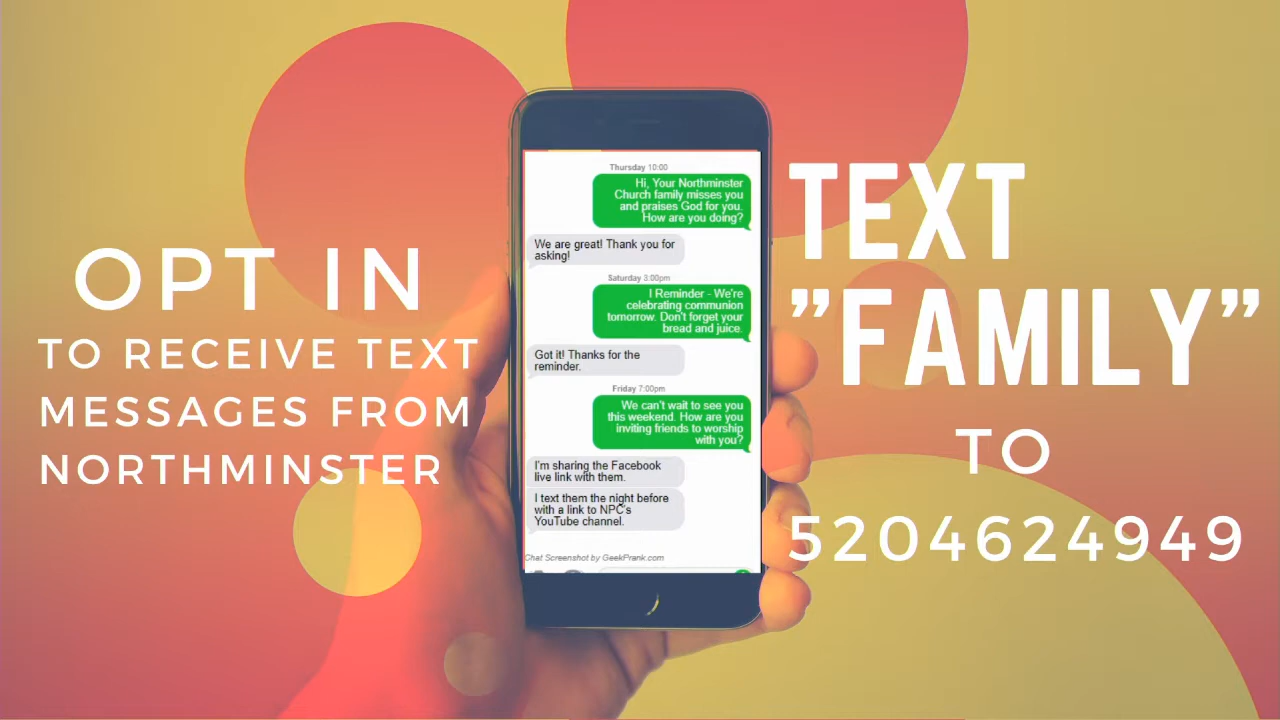 OPT IN
TO RECEIVE TEXT
MESSAGES FROM
NORTHMINSTER
Thursday 10:00
Hi, Your Northminster
Church family misses you
and praises God for you.
How are you doing?
We are great! Thank you for
asking!
Saturday 3:00pm
I Reminder - We're
celebrating communion
tomorrow. Don't forget your
bread and juice.
Got it! Thanks for the
reminder.
Friday 7:00pm
We can't wait to see you
this weekend. How are you
inviting friends to worship
with you?
I'm sharing the Facebook
live link with them.
I text them the night before
with a link to NPC's
YouTube channel.
Chat Screenshot by GeekPrank.com
TEXT
"FAMILY"
TO
5204624949